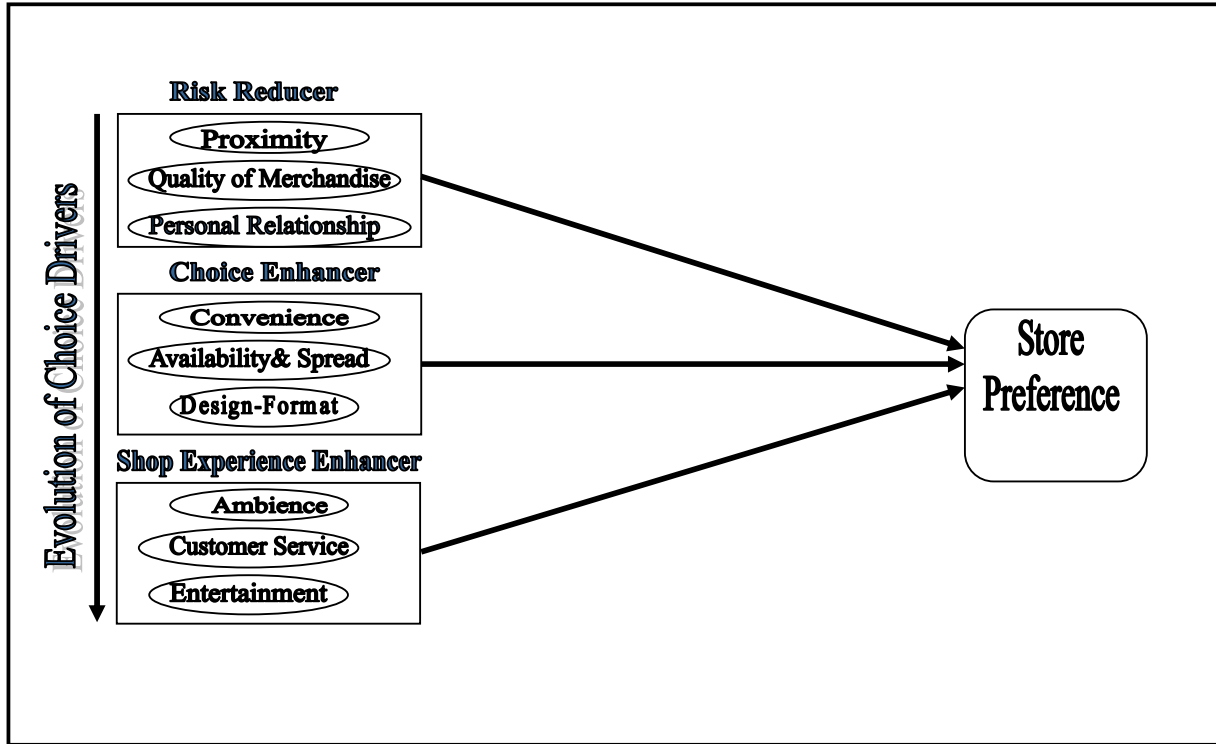 Evolution of Choice Drivers
Risk Reducer
Proximity
Quality of Merchandise
Personal Relationship
Choice Enhancer
Convenience
Availability& Spread
Design-Format
Shop Experience Enhancer
Ambience
Customer Service
Entertainment
Store
Preference